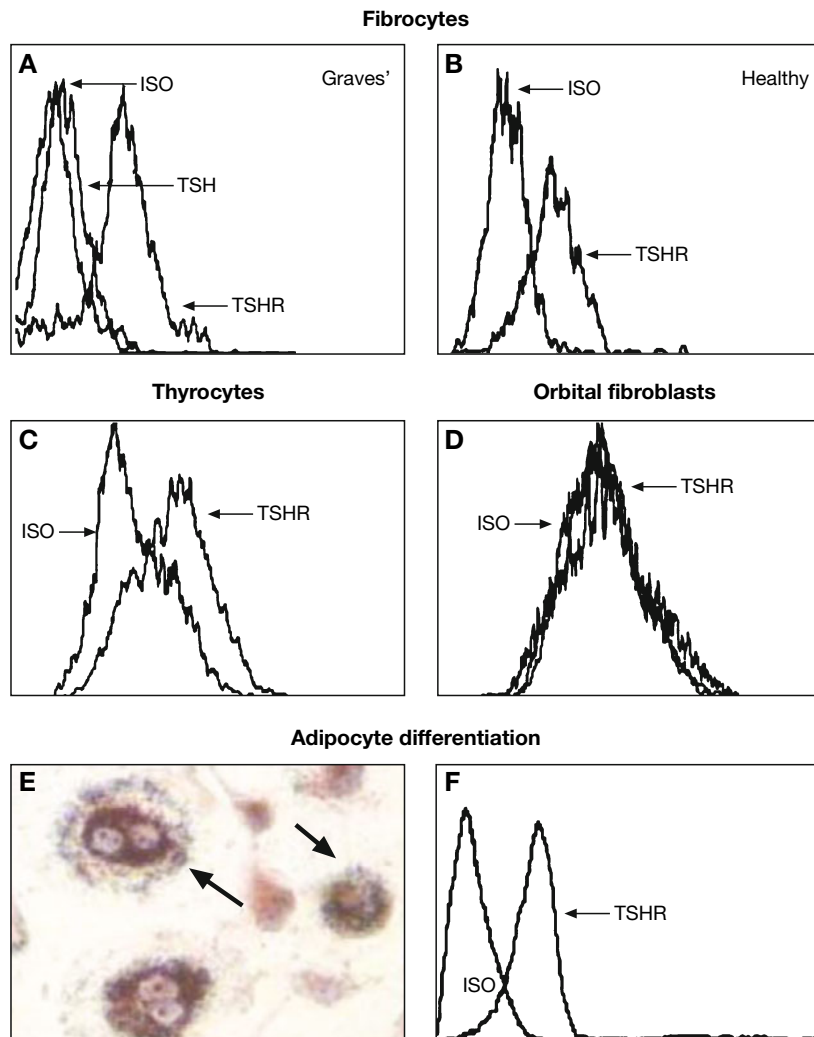 Fibrocytes
A
ISO
Graves’
TSH
TSHR
B
ISO
Healthy
TSHR
Thyrocytes
C
ISO
TSHR
Orbital fibroblasts
D
ISO
TSHR
Adipocyte differentiation
E
F
ISO
TSHR